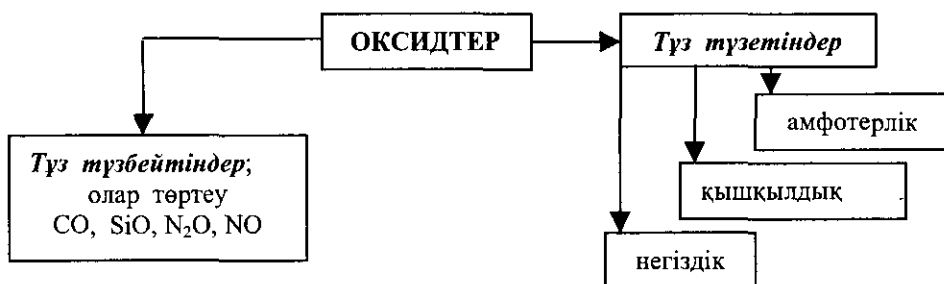 ОКСИДТЕР
Тұз түзетіндер
амфотерлік
Тұз түзбейтіндер;
олар төртеу
CO, SiO, N₂O, NO
қышқылдық
негіздік